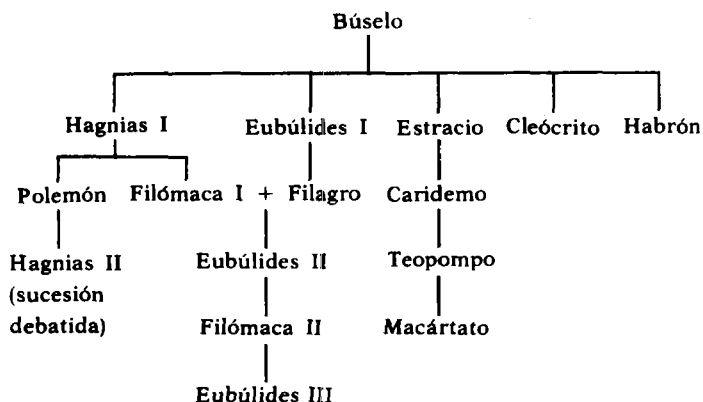 Búselo
Hagnias I Eubúlides I Estracio Cleócrito Habrón
Polemón Filómaca I + Filagro Caridemo
Hagnias II Eubúlides II Teopompo
(sucesión
debatida) Filómaca II Macártato
Eubúlides III